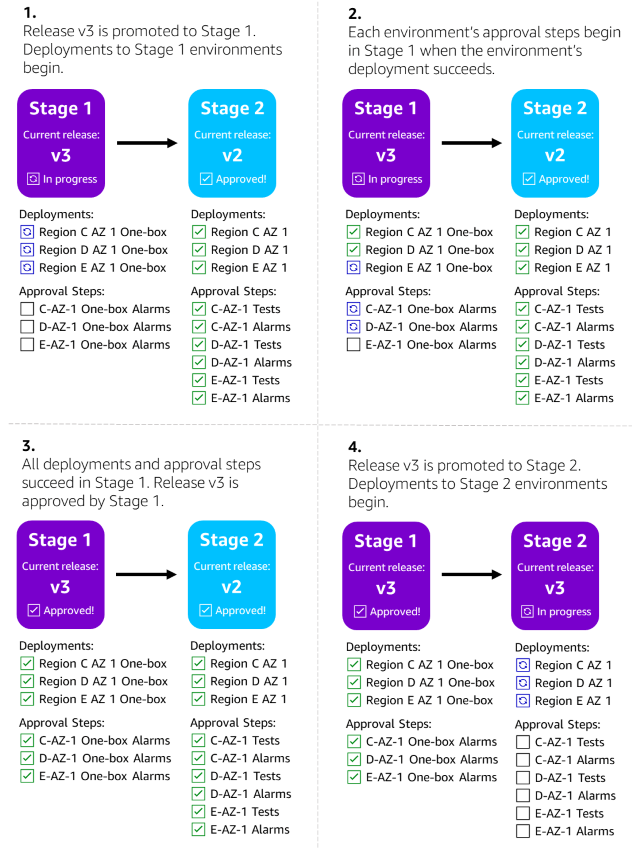 1.
Release v3 is promoted to Stage 1.
Deployments to Stage 1 environments
begin.
Stage 1
Current release:
v3
In progress
Stage 2
Current release:
v2
Approved!
Deployments:
Region C AZ 1 One-box
Region D AZ 1 One-box
Region E AZ 1 One-box
Approval Steps:
C-AZ-1 One-box Alarms
D-AZ-1 One-box Alarms
E-AZ-1 One-box Alarms
Deployments:
Region C AZ 1
Region D AZ 1
Region E AZ 1
Approval Steps:
C-AZ-1 Tests
C-AZ-1 Alarms
D-AZ-1 Tests
D-AZ-1 Alarms
E-AZ-1 Tests
E-AZ-1 Alarms
2.
Each environment's approval steps begin
in Stage 1 when the environment's
deployment succeeds.
Stage 1
Current release:
v3
In progress
Stage 2
Current release:
v2
Approved!
Deployments:
Region C AZ 1 One-box
Region D AZ 1 One-box
Region E AZ 1 One-box
Approval Steps:
C-AZ-1 One-box Alarms
D-AZ-1 One-box Alarms
E-AZ-1 One-box Alarms
Deployments:
Region C AZ 1
Region D AZ 1
Region E AZ 1
Approval Steps:
C-AZ-1 Tests
C-AZ-1 Alarms
D-AZ-1 Tests
D-AZ-1 Alarms
E-AZ-1 Tests
E-AZ-1 Alarms
3.
All deployments and approval steps
succeed in Stage 1. Release v3 is
approved by Stage 1.
Stage 1
Current release:
v3
Approved!
Stage 2
Current release:
v2
Approved!
Deployments:
Region C AZ 1 One-box
Region D AZ 1 One-box
Region E AZ 1 One-box
Approval Steps:
C-AZ-1 One-box Alarms
D-AZ-1 One-box Alarms
E-AZ-1 One-box Alarms
Deployments:
Region C AZ 1
Region D AZ 1
Region E AZ 1
Approval Steps:
C-AZ-1 Tests
C-AZ-1 Alarms
D-AZ-1 Tests
D-AZ-1 Alarms
E-AZ-1 Tests
E-AZ-1 Alarms
4.
Release v3 is promoted to Stage 2.
Deployments to Stage 2 environments
begin.
Stage 1
Current release:
v3
Approved!
Stage 2
Current release:
v3
In progress
Deployments:
Region C AZ 1 One-box
Region D AZ 1 One-box
Region E AZ 1 One-box
Approval Steps:
C-AZ-1 One-box Alarms
D-AZ-1 One-box Alarms
E-AZ-1 One-box Alarms
Deployments:
Region C AZ 1
Region D AZ 1
Region E AZ 1
Approval Steps:
C-AZ-1 Tests
C-AZ-1 Alarms
D-AZ-1 Tests
D-AZ-1 Alarms
E-AZ-1 Tests
E-AZ-1 Alarms